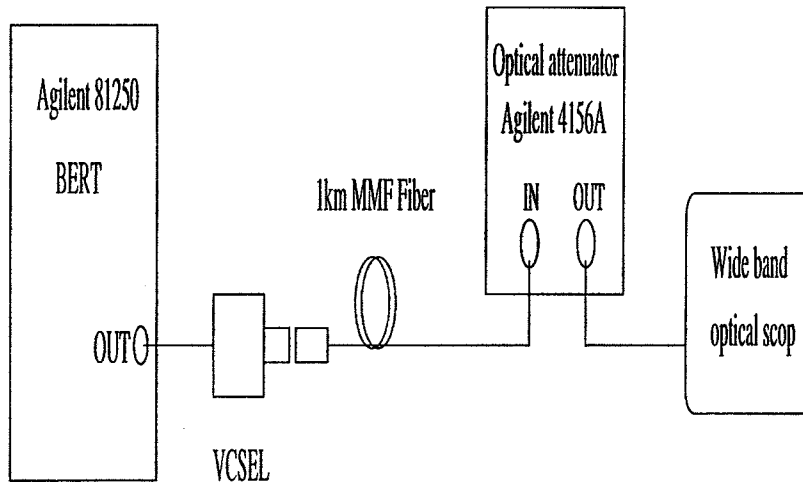 Agilent 81250
BERT
OUT
VCSEL
1km MMF Fiber
Optical attenuator
Agilent 4156A
IN OUT
Wide band
optical scop